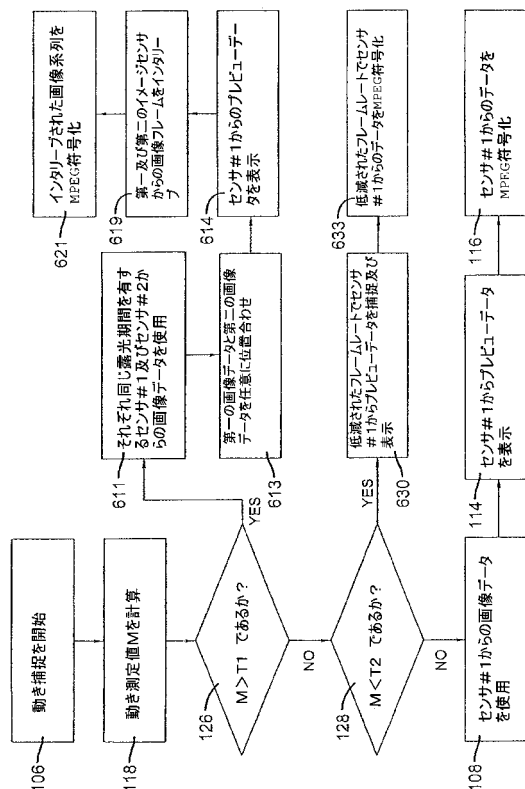 動き捕捉を開始
106
動き測定値Mを計算
118
M>T1 であるか?
126
YES
NO
それぞれ同じ露光期間を有す
るセンサ#1及びセンサ#2か
らの画像データを使用
611
第一の画像データと第二の画像
データを任意に位置合わせ
613
センサ#1からのプレビューデー
タを表示
614
第一及び第二のイメージセンサ
からの画像フレームをインタリー
ブ
619
インタリーブされた画像系列を
MPEG符号化
621
M<T2 であるか?
128
YES
NO
低減されたフレームレートでセンサ
#1からプレビューデータを捕捉及び
表示
630
低減されたフレームレートでセンサ
#1からのデータをMPEG符号化
633
センサ#1からの画像データ
を使用
108
センサ#1からプレビューデータ
を表示
114
センサ#1からのデータを
MPEG符号化
116